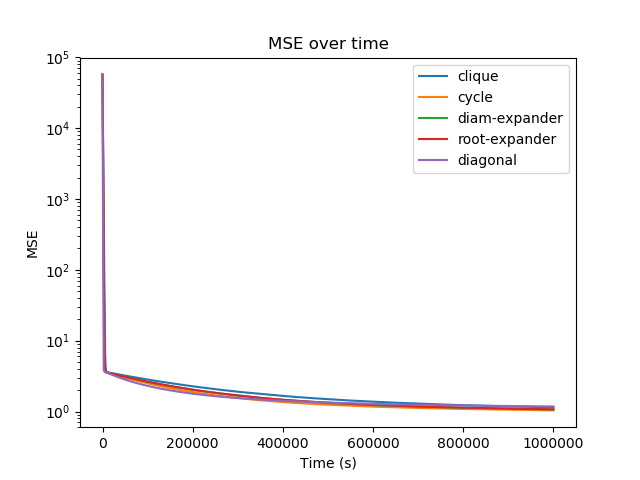 MSE over time
10^5
10^4
10^3
10^2
10^1
10^0
MSE
0
200000
400000
600000
800000
1000000
Time (s)
clique
cycle
diam-expander
root-expander
diagonal